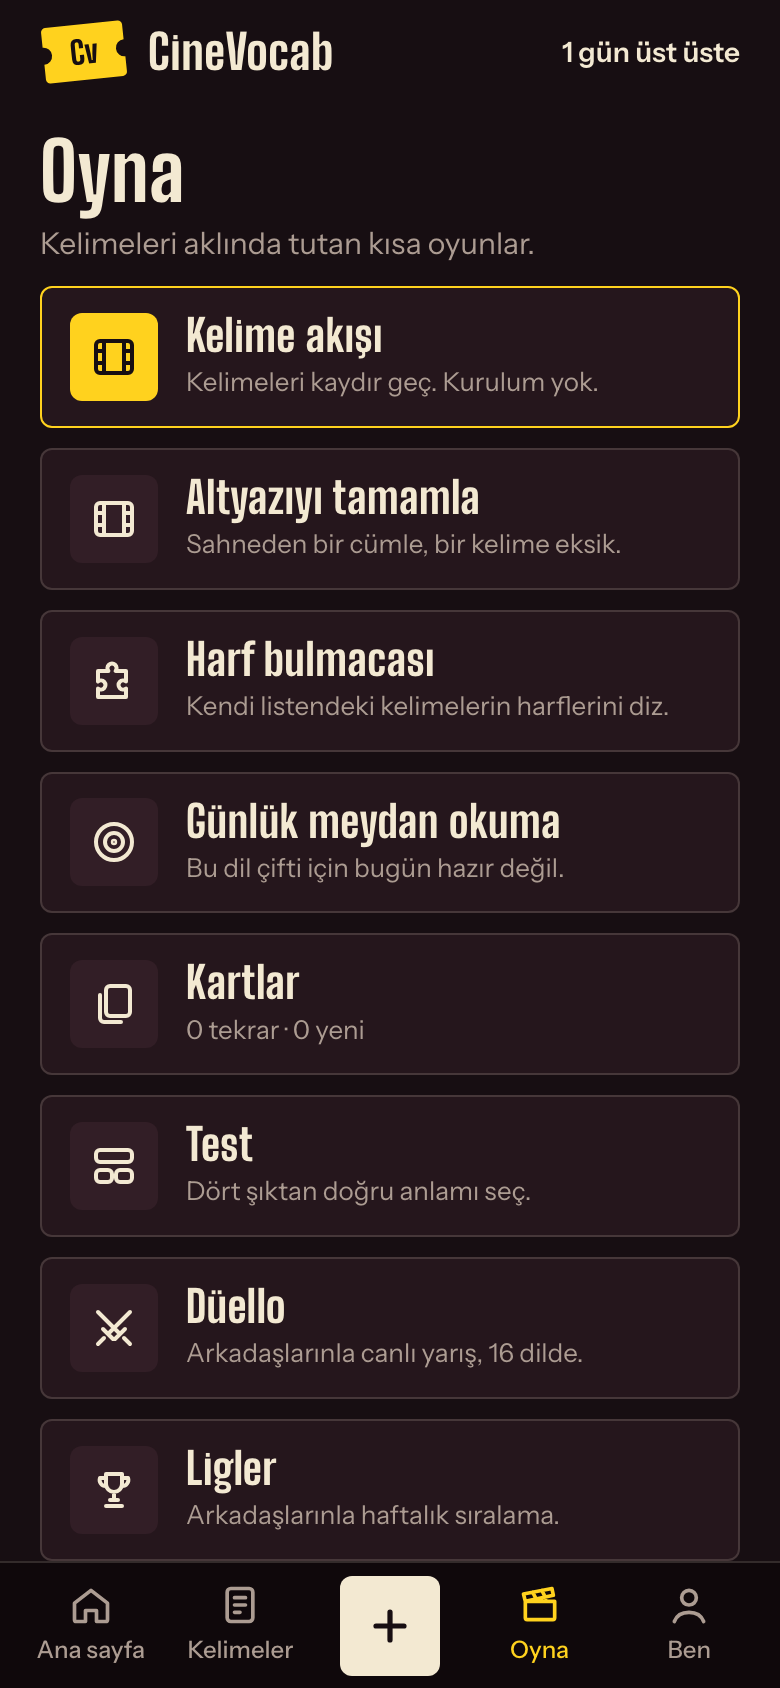 Cv CineVocab 1 gün üst üste
Oyna
Kelimeleri aklında tutan kısa oyunlar.
Kelime akışı
Kelimeleri kaydır geç. Kurulum yok.
Altyazıyı tamamla
Sahneden bir cümle, bir kelime eksik.
Harf bulmacası
Kendi listendeki kelimelerin harflerini diz.
Günlük meydan okuma
Bu dil çifti için bugün hazır değil.
Kartlar
0 tekrar · 0 yeni
Test
Dört şıktan doğru anlamı seç.
Düello
Arkadaşlarınla canlı yarış, 16 dilde.
Ligler
Arkadaşlarınla haftalık sıralama.
Ana sayfa Kelimeler Oyna Ben